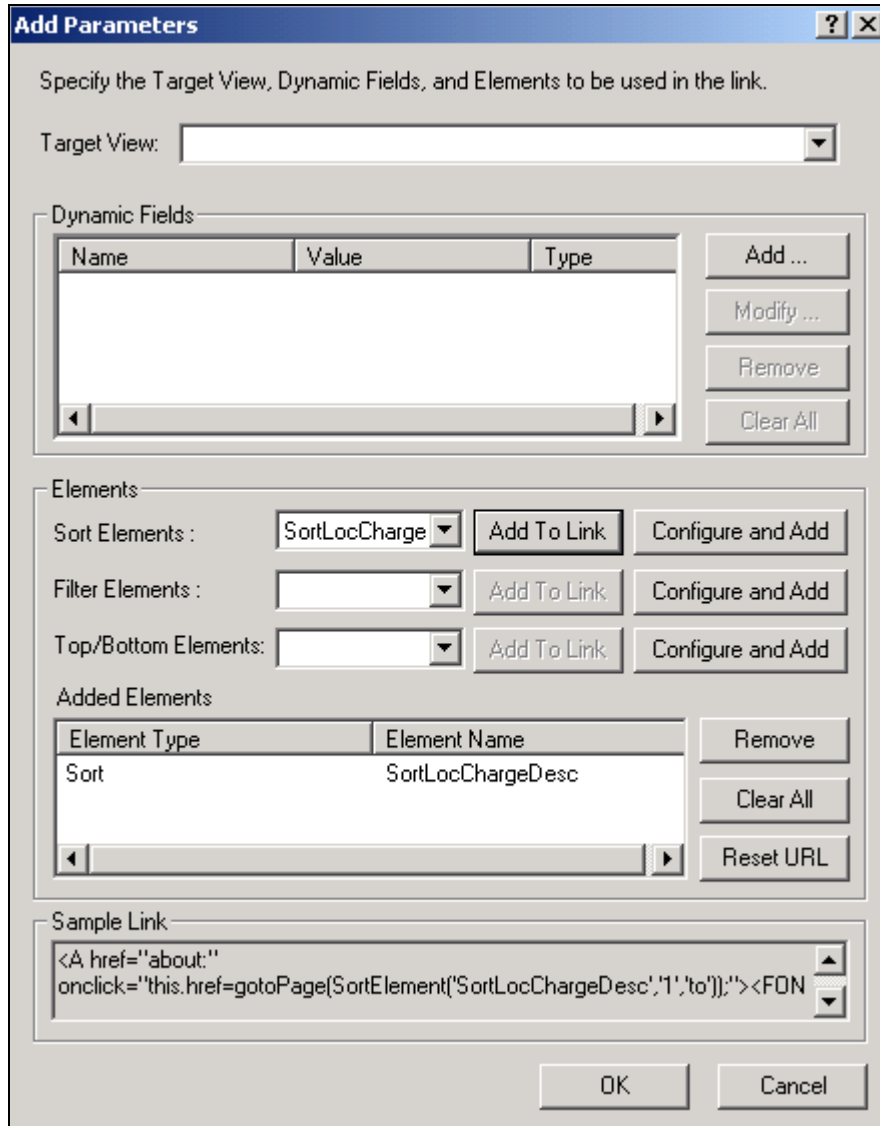 Add Parameters
Specify the Target View, Dynamic Fields, and Elements to be used in the link.
Target View:
Dynamic Fields
Name Value Type
Add ...
Modify ...
Remove
Clear All
Elements
Sort Elements : SortLocCharge Add To Link Configure and Add
Filter Elements : Add To Link Configure and Add
Top/Bottom Elements: Add To Link Configure and Add
Added Elements
Element Type Element Name
Sort SortLocChargeDesc
Remove
Clear All
Reset URL
Sample Link
<A href="about:"
onclick="this.href=gotoPage(SortElement('SortLocChargeDesc','1','to'));"><FON
OK Cancel